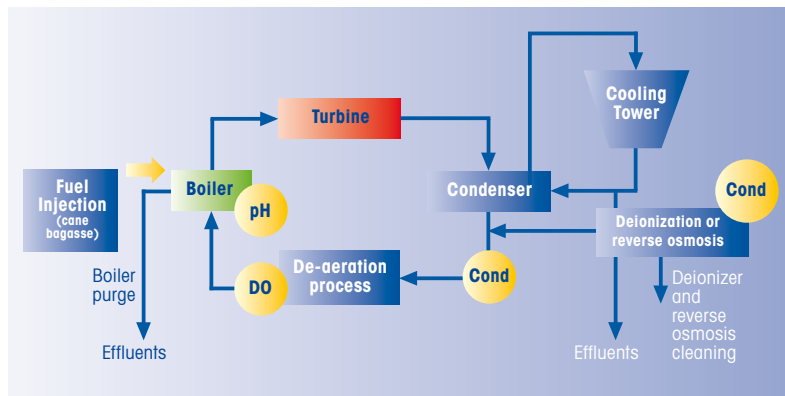 Turbine
Cooling
Tower
Fuel
Injection
(cane
bagasse)
Boiler
pH
Condenser
Cond
Deionization or
reverse osmosis
Boiler
purge
DO
De-aeration
process
Cond
Deionizer
and
reverse
osmosis
cleaning
Effluents
Effluents